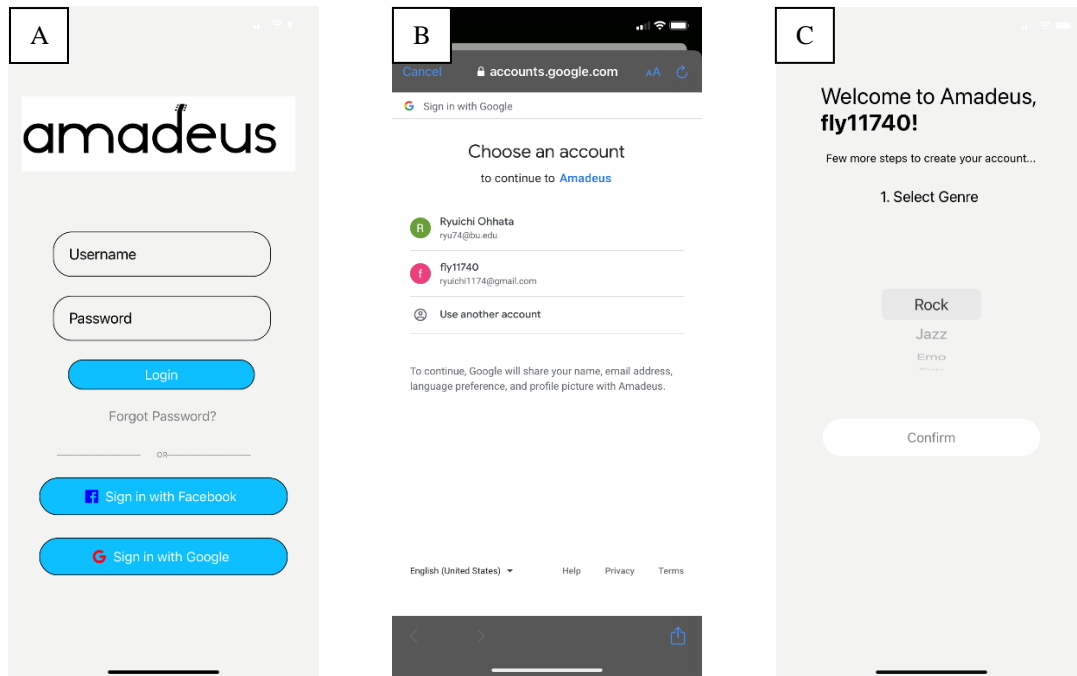 A
amadeus
Username
Password
Login
Forgot Password?
OR
Sign in with Facebook
Sign in with Google
B
Cancel
accounts.google.com
AA
Sign in with Google
Choose an account
to continue to Amadeus
R
Ryuichi Ohhata
ryu74@bu.edu
f
fly11740
ryuichi1174@gmail.com
Use another account
To continue, Google will share your name, email address,
language preference, and profile picture with Amadeus.
English (United States)
Help
Privacy
Terms
C
Welcome to Amadeus,
fly11740!
Few more steps to create your account...
1. Select Genre
Rock
Jazz
Emo
Confirm